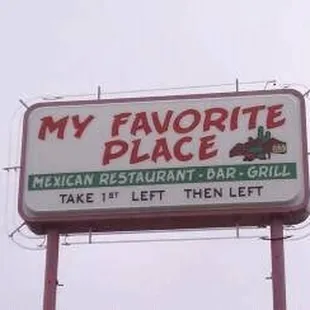 MY FAVORITE
PLACE
MEXICAN RESTAURANT · BAR · GRILL
TAKE 1ST LEFT THEN LEFT